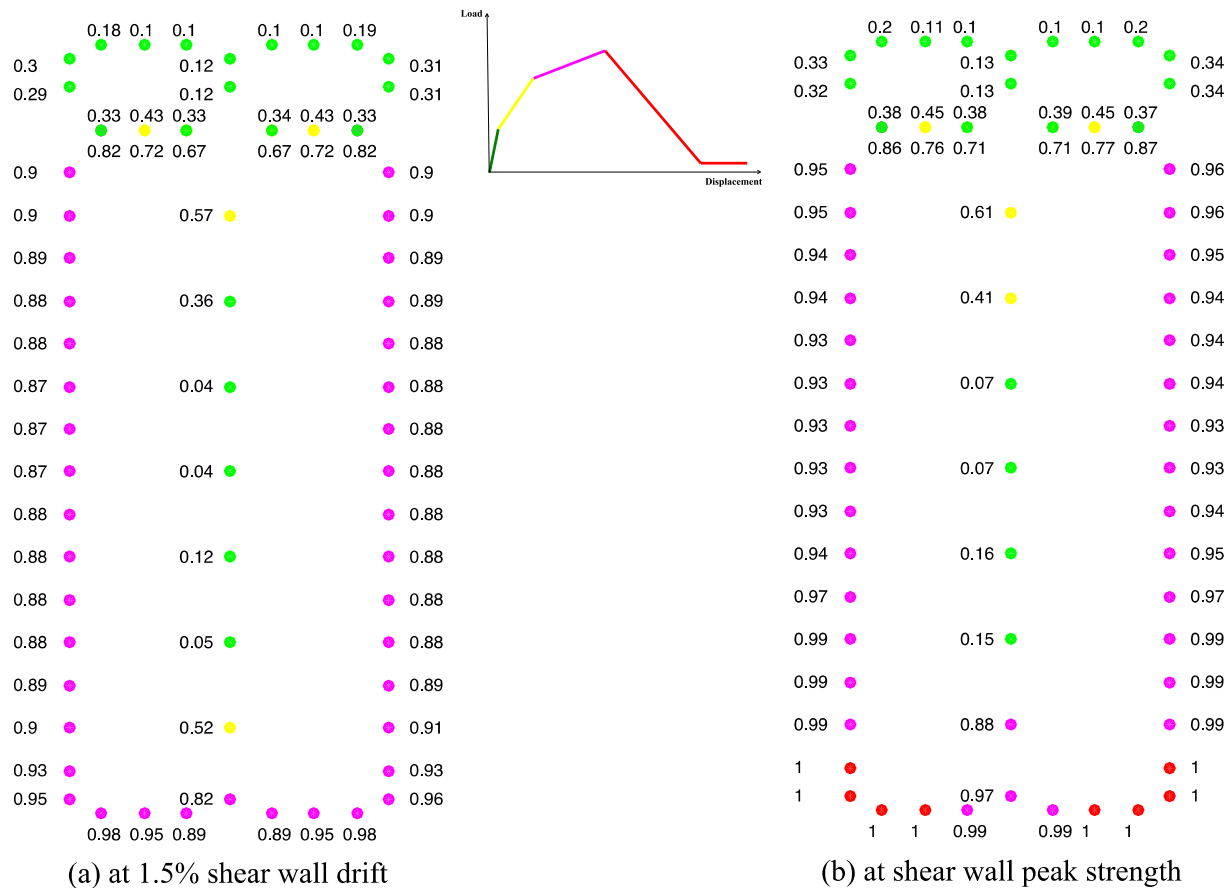 0.18 0.1 0.1 0.1 0.1 0.19
0.3 0.12 0.31
0.29 0.12 0.31
0.33 0.43 0.33 0.34 0.43 0.33
0.82 0.72 0.67 0.67 0.72 0.82
0.9 0.9
0.9 0.57 0.9
0.89 0.89
0.88 0.36 0.89
0.88 0.88
0.87 0.04 0.88
0.87 0.88
0.87 0.04 0.88
0.88 0.88
0.88 0.12 0.88
0.88 0.88
0.88 0.05 0.88
0.89 0.89
0.9 0.52 0.91
0.93 0.93
0.95 0.82 0.96
0.98 0.95 0.89 0.89 0.95 0.98
(a) at 1.5% shear wall drift
Load
Displacement
0.2 0.11 0.1 0.1 0.1 0.2
0.33 0.13 0.34
0.32 0.13 0.34
0.38 0.45 0.38 0.39 0.45 0.37
0.86 0.76 0.71 0.71 0.77 0.87
0.95 0.96
0.95 0.61 0.96
0.94 0.95
0.94 0.41 0.94
0.93 0.94
0.93 0.07 0.94
0.93 0.93
0.93 0.07 0.93
0.93 0.94
0.94 0.16 0.95
0.97 0.97
0.99 0.15 0.99
0.99 0.99
0.99 0.88 0.99
1 1
1 0.97 1
1 1 0.99 0.99 1 1
(b) at shear wall peak strength